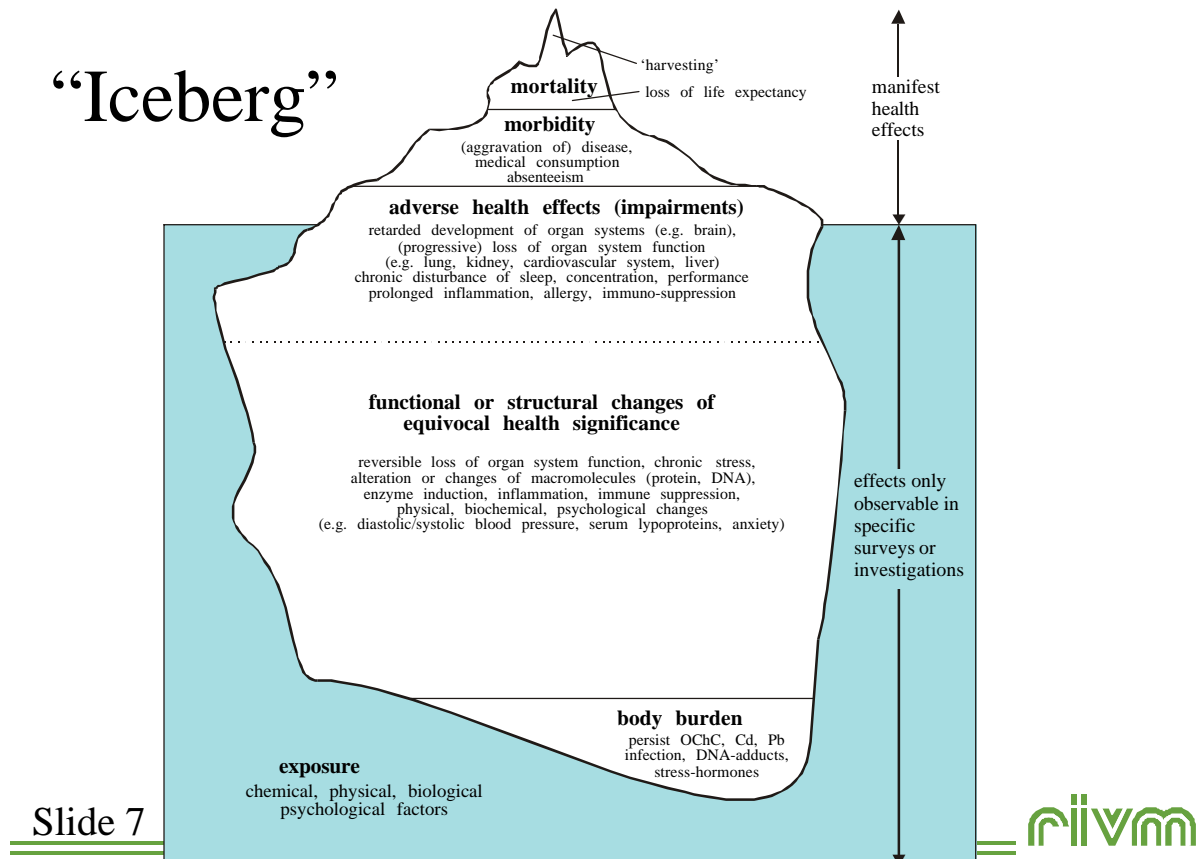 “Iceberg”
‘harvesting’
mortality
loss of life expectancy
morbidity
(aggravation of) disease,
medical consumption
absenteeism
manifest
health
effects
adverse health effects (impairments)
retarded development of organ systems (e.g. brain),
(progressive) loss of organ system function
(e.g. lung, kidney, cardiovascular system, liver)
chronic disturbance of sleep, concentration, performance
prolonged inflammation, allergy, immuno-suppression
functional or structural changes of
equivocal health significance
reversible loss of organ system function, chronic stress,
alteration or changes of macromolecules (protein, DNA),
enzyme induction, inflammation, immune suppression,
physical, biochemical, psychological changes
(e.g. diastolic/systolic blood pressure, serum lypoproteins, anxiety)
effects only
observable in
specific
surveys or
investigations
body burden
persist OChC, Cd, Pb
infection, DNA-adducts,
stress-hormones
exposure
chemical, physical, biological
psychological factors
Slide 7
riivm